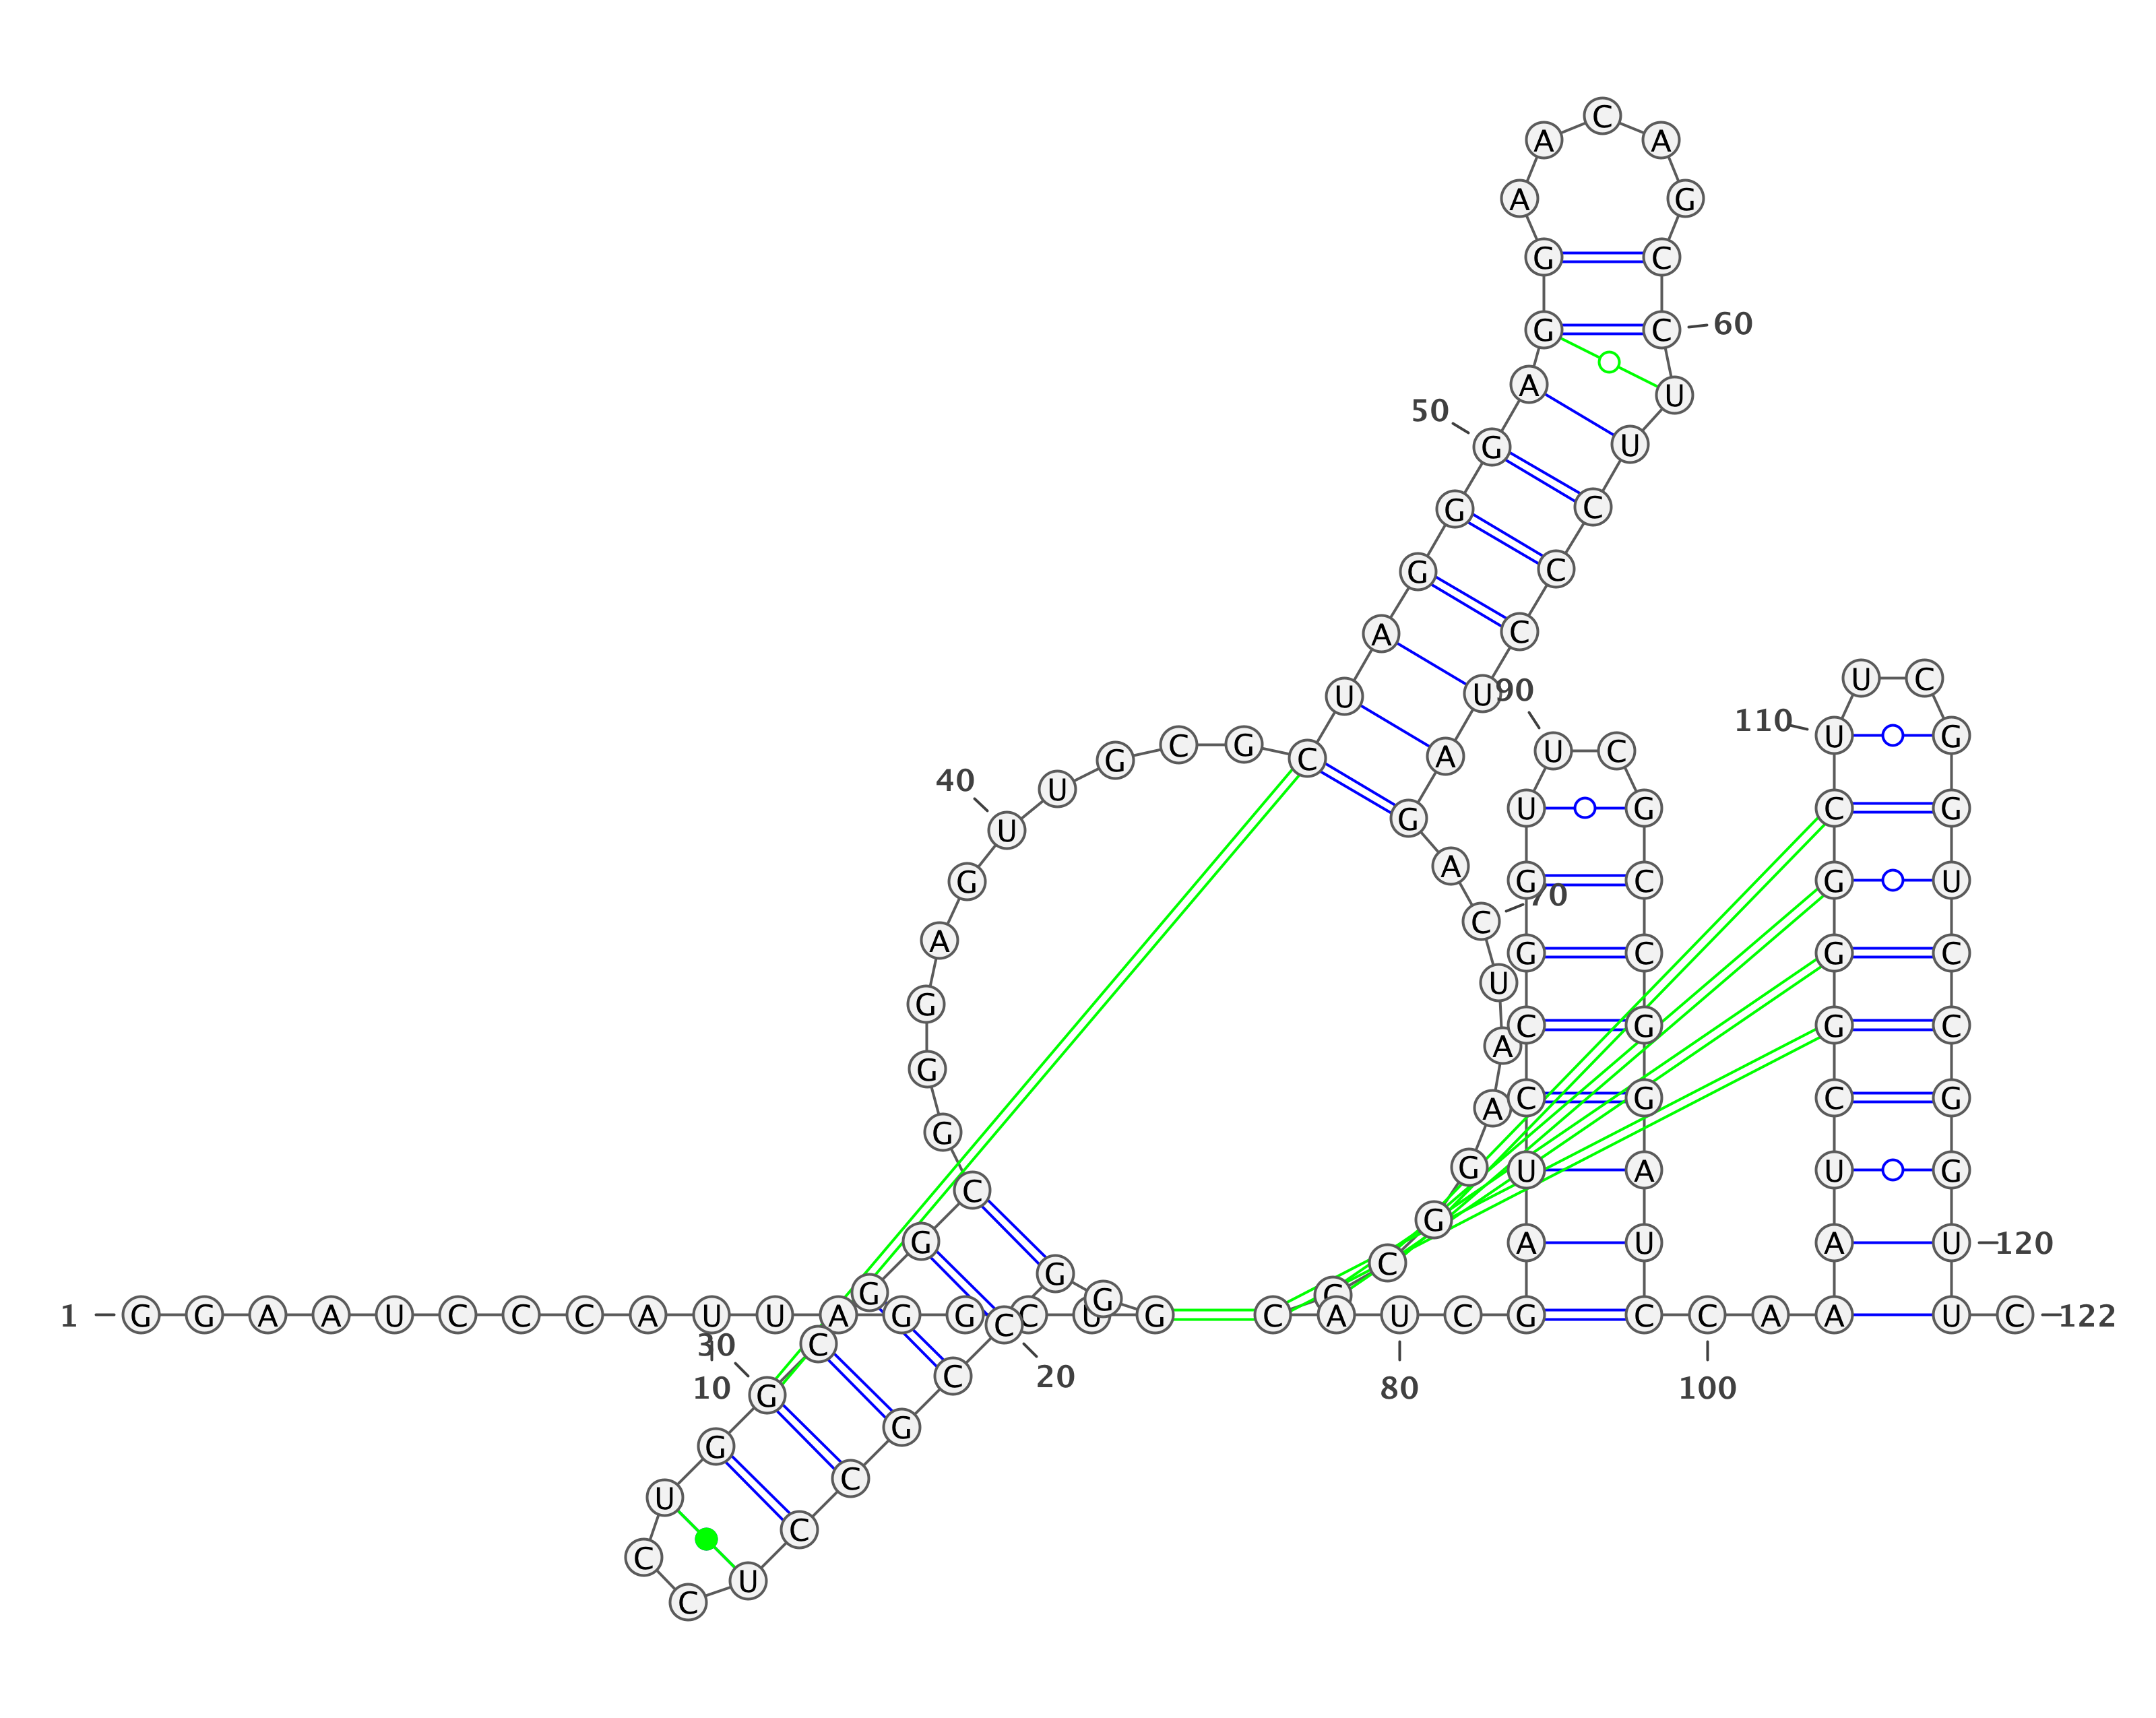 C
A A
A G
G C
G C 60
A U
50
G U
G C
G C
A C
U C
U U 90
110 U G
G C G C A U C
40 U U G C G
U G
G A G C G U
70
C
A G C G C
U
G C G G C
A
G
A C G C G
G
G U A U G
C
G
G A U A U 120
G C
G G
1 G G A A U C C C A U U A G G C U G C A U C G C C A A U C 122
C
30 C
C 20
10 G 80 100
G
G
C
U
C
C
U
C